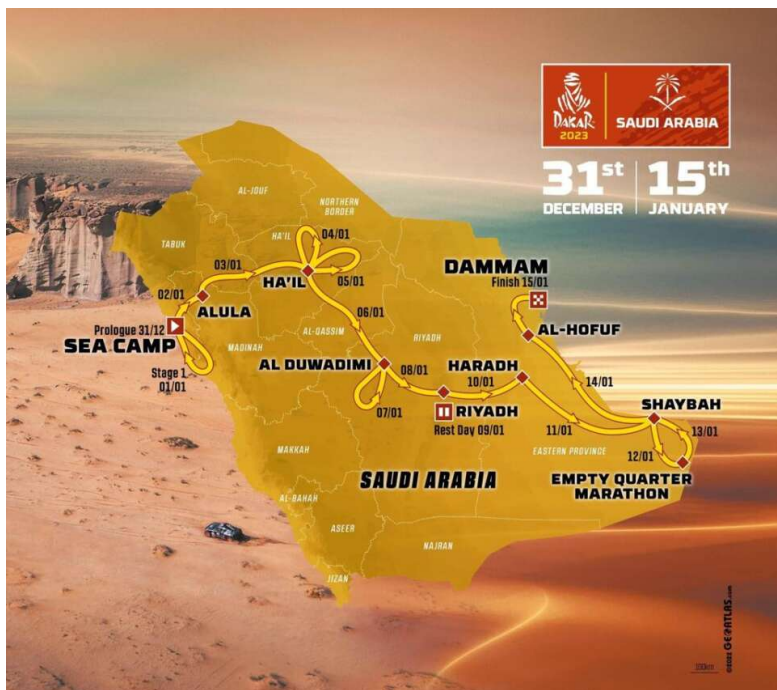 DAKAR
2023
SAUDI ARABIA
31st
DECEMBER
15th
JANUARY
AL-JOUF
NORTHERN
BORDER
TABUK
HA'IL
04/01
03/01
05/01
HA'IL
02/01
ALULA
DAMMAM
Finish 15/01
Prologue 31/12
SEA CAMP
06/01
AL-QASSIM
RIYADH
AL-HOFUF
MADINAH
Stage 1
01/01
AL DUWADIMI
08/01
HARADH
10/01
14/01
07/01
RIYADH
Rest Day 09/01
11/01
SHAYBAH
13/01
12/01
MAKKAH
EASTERN PROVINCE
EMPTY QUARTER
MARATHON
SAUDI ARABIA
AL-BAHAH
ASEER
NAJRAN
JIZAN
GEOATLAS.com